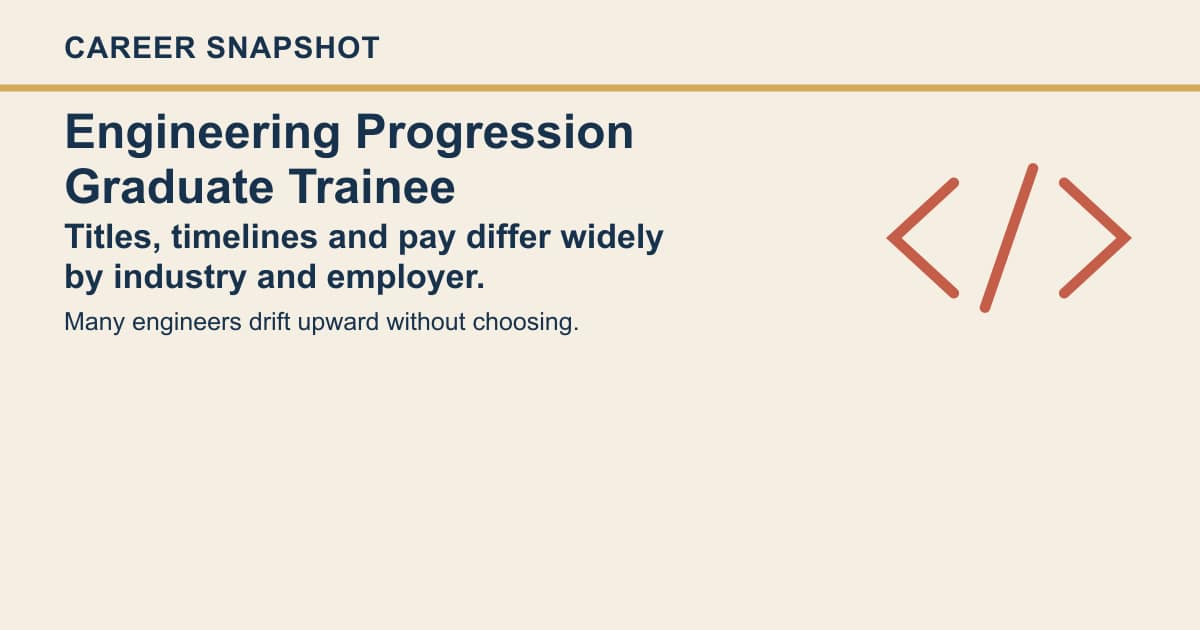 CAREER SNAPSHOT
Engineering Progression
Graduate Trainee
Titles, timelines and pay differ widely
by industry and employer.
Many engineers drift upward without choosing.